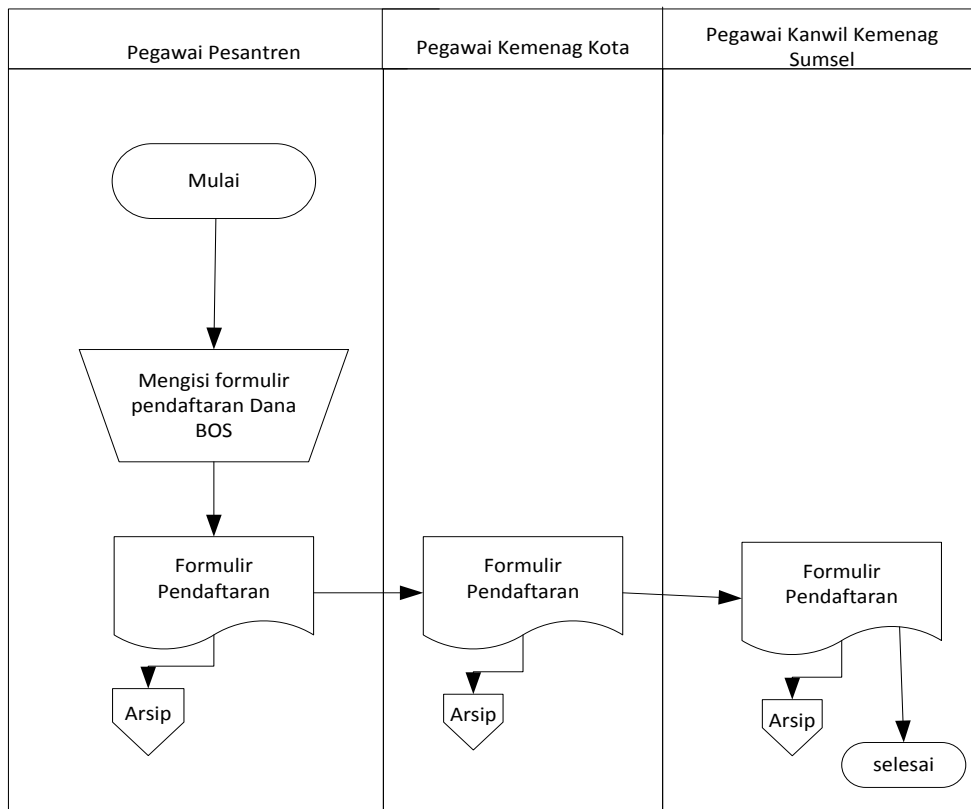 Pegawai Pesantren
Pegawai Kemenag Kota
Pegawai Kanwil Kemenag
Sumsel
Mulai
Mengisi formulir
pendaftaran Dana
BOS
Formulir
Pendaftaran
Formulir
Pendaftaran
Formulir
Pendaftaran
Arsip
Arsip
Arsip
selesai